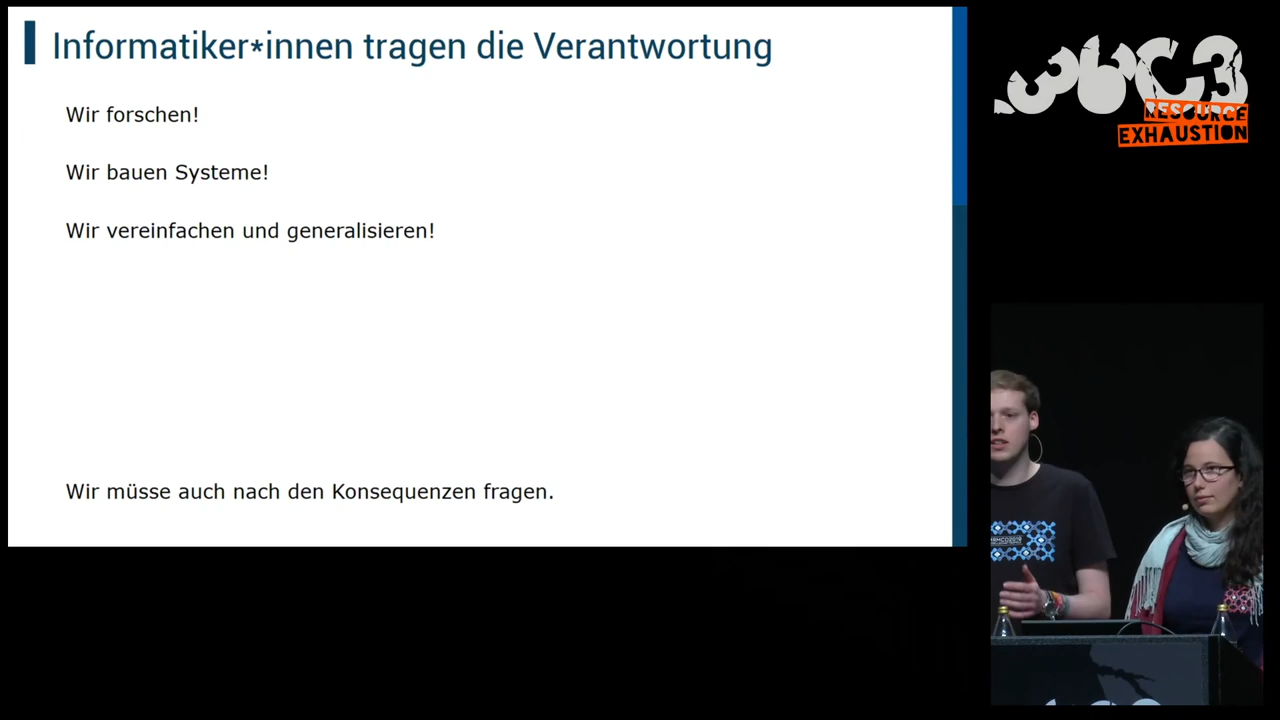 Informatiker*innen tragen die Verantwortung
Wir forschen!
Wir bauen Systeme!
Wir vereinfachen und generalisieren!
Wir müsse auch nach den Konsequenzen fragen.
36C3
RESOURCE
EXHAUSTION